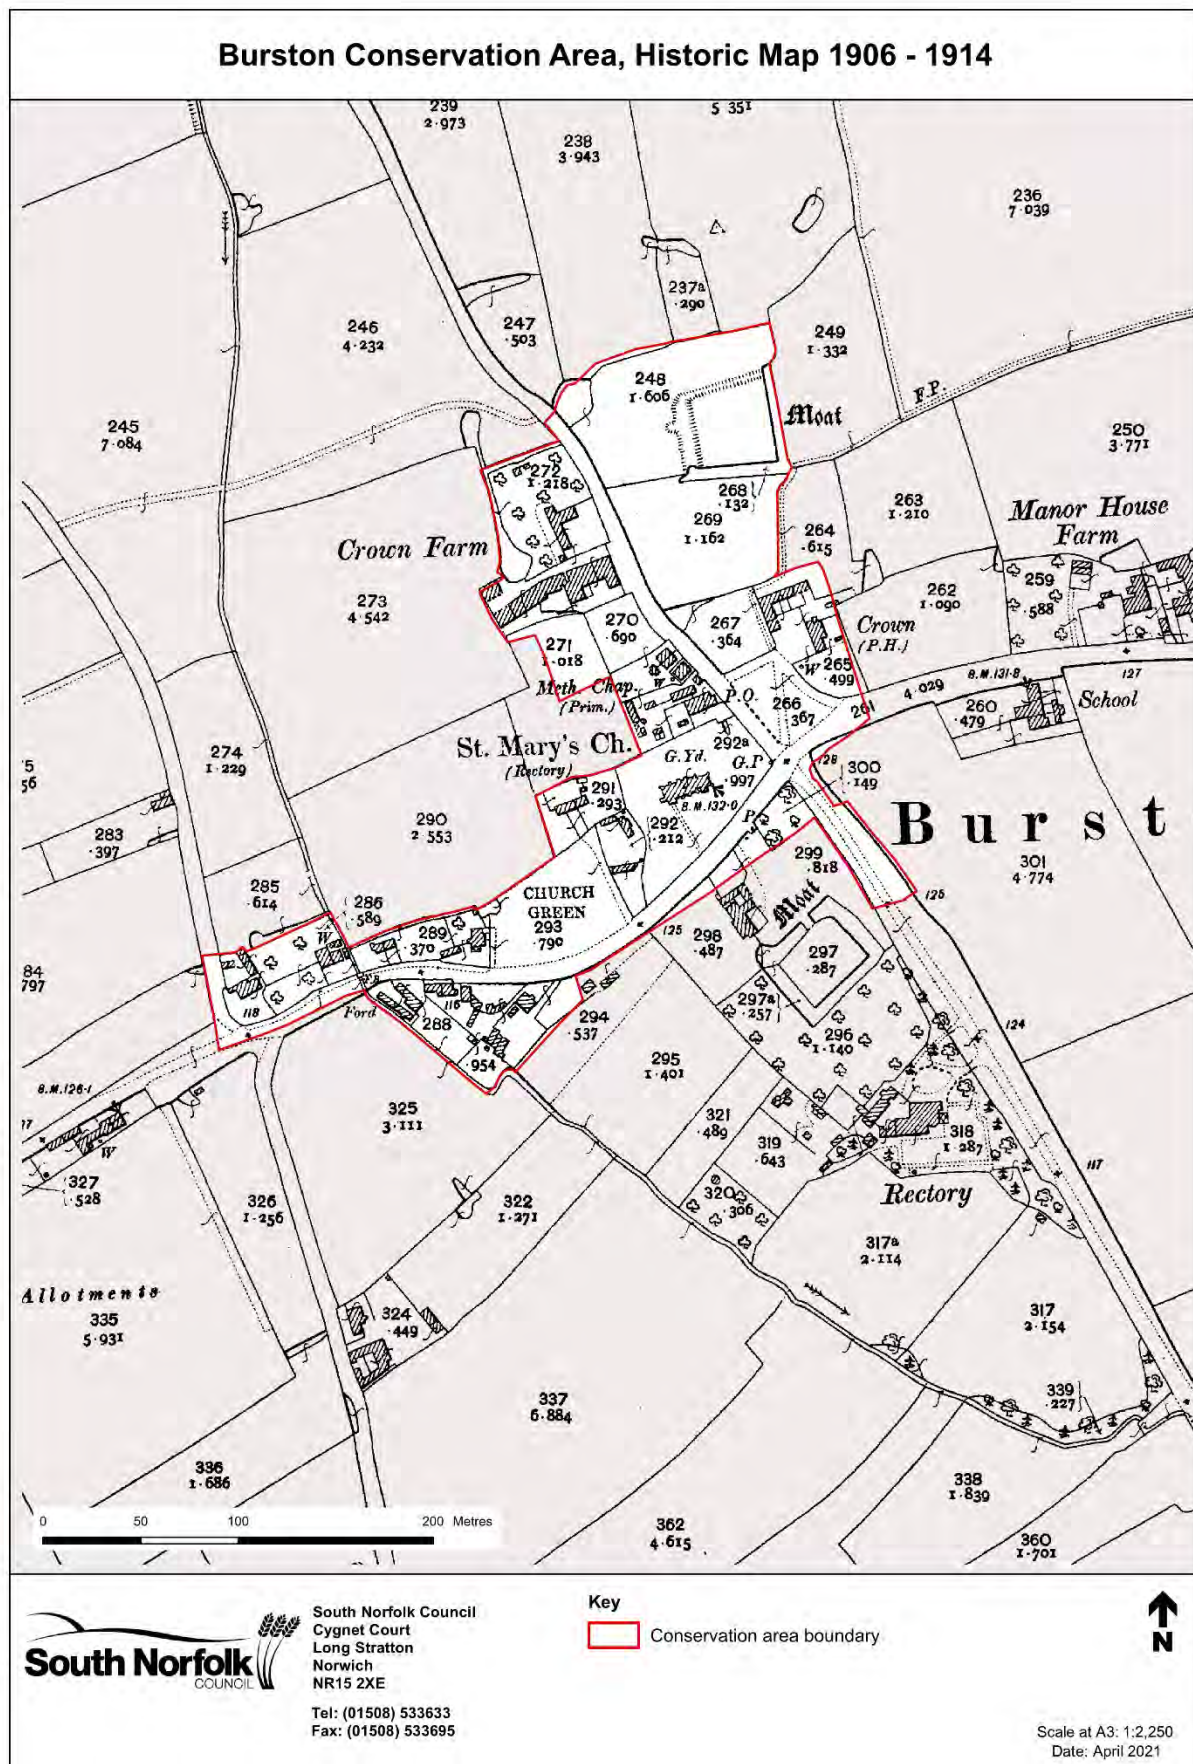 Burston Conservation Area, Historic Map 1906 - 1914
239
2·973
238
3·943
5 351
236
7·039
237a
·290
246
4·232
247
·503
249
1·332
248
1·606
Moat
F.P.
245
7·084
250
3·771
272
1·218
268
·132
263
1·210
Manor House
Farm
269
1·162
264
·615
Crown Farm
273
4·542
259
·588
262
1·090
270
·690
267
·364
Crown
(P.H.)
271
1·018
W
265
·499
W
B.M.131·8
127
Meth. Chap.
(Prim.)
P.O.
4·029
266
·367
261
260
·479
School
St. Mary's Ch.
(Rectory)
274
1·229
292a
·997
G.Yd.
G.P
128
300
·149
291
·293
B.M.132·0
283
·397
290
2 553
292
·212
P.
Burst
299
·818
301
4·774
285
·614
286
·589
CHURCH
GREEN
293
·790
Moat
126
W
289
·370
125
298
·487
297
·287
84
797
118
Ford
116
288
294
537
297a
·257
296
1·140
124
·954
295
1·401
B.M.126·1
325
3·111
321
·489
319
·643
318
1·287
117
W
327
·528
326
1·256
322
1·271
320
·306
Rectory
317a
2·114
Allotments
335
5·931
324
·449
317
2·154
337
6·884
339
·227
336
1·686
338
1·839
362
4·615
360
1·701
0 50 100 200 Metres
South Norfolk
COUNCIL
South Norfolk Council
Cygnet Court
Long Stratton
Norwich
NR15 2XE
Tel: (01508) 533633
Fax: (01508) 533695
Key
Conservation area boundary
N
Scale at A3: 1:2,250
Date: April 2021